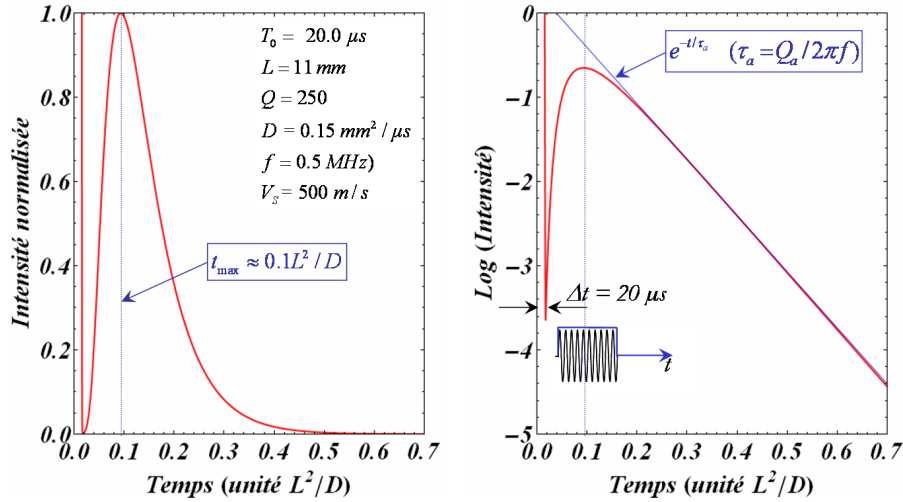 Intensité normalisée
1.0
0.8
0.6
0.4
0.2
0.0
0.0 0.1 0.2 0.3 0.4 0.5 0.6 0.7
Temps (unité L²/D)
T₀ = 20.0 μs
L = 11 mm
Q = 250
D = 0.15 mm²/μs
f = 0.5 MHz)
V_S = 500 m/s
t_max ≈ 0.1L²/D
Log (Intensité)
0
−1
−2
−3
−4
−5
0.0 0.1 0.2 0.3 0.4 0.5 0.6 0.7
Temps (unité L²/D)
e^{−t/τ_a} (τ_a = Q_a/2πf)
Δt = 20 μs
t